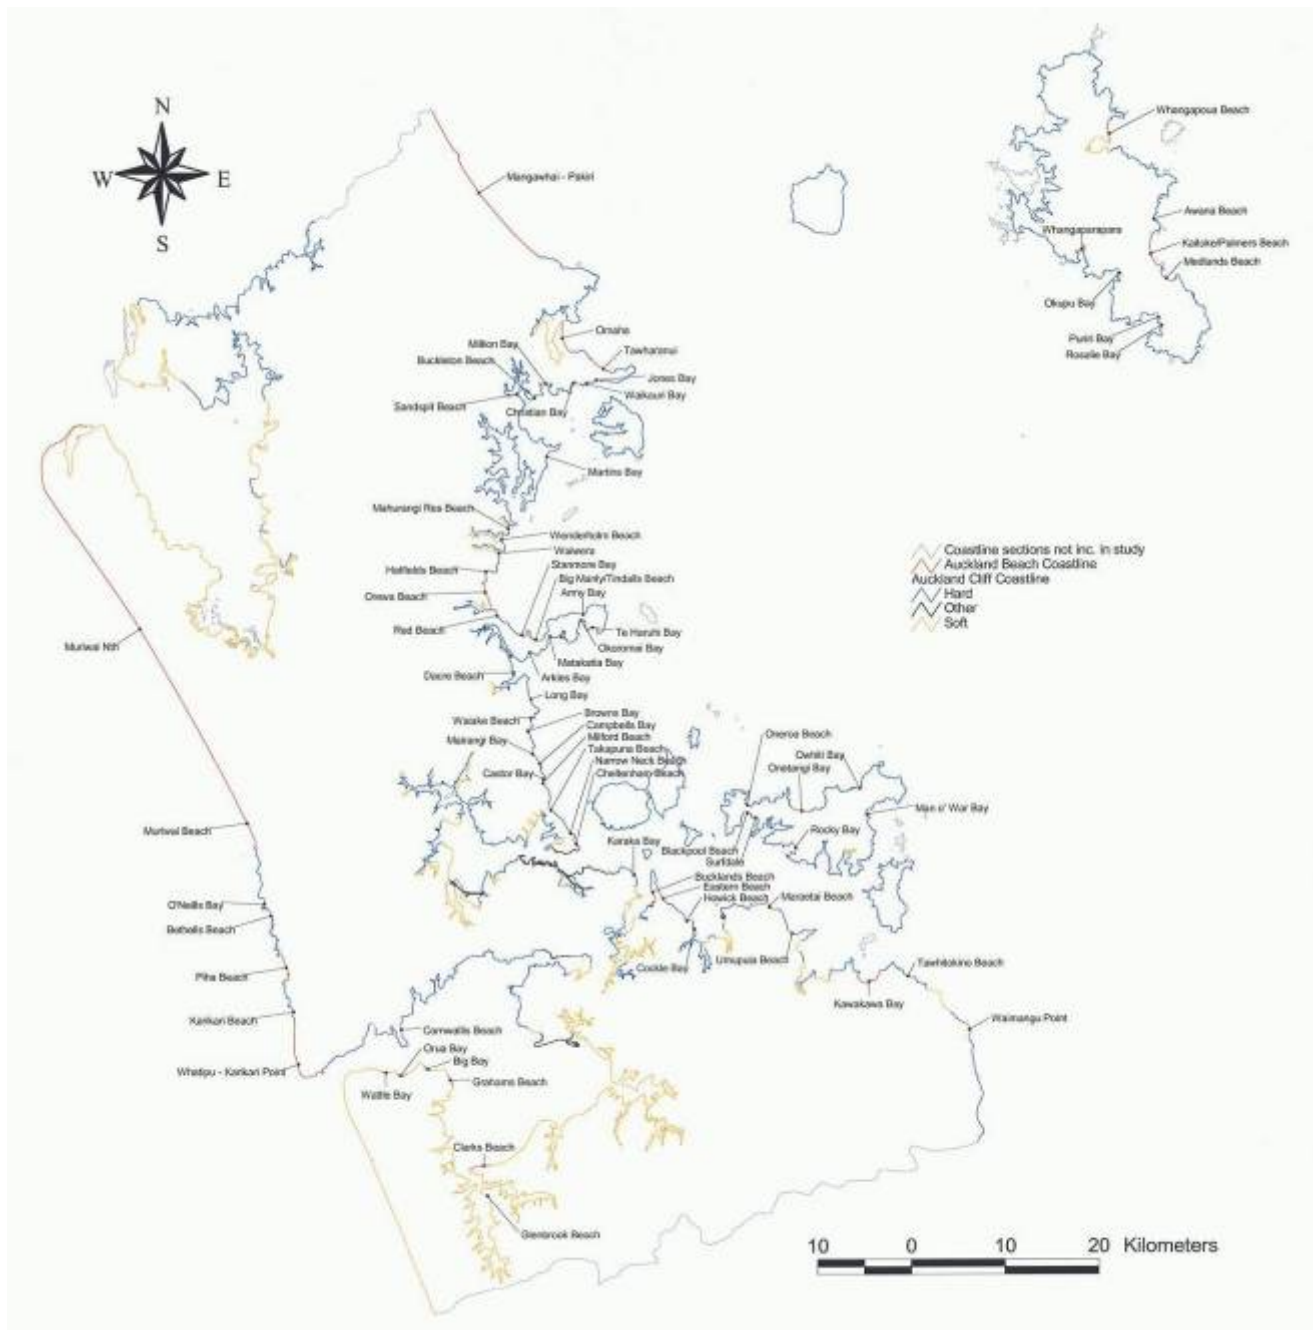 N
Whangapoua Beach
W E
Mangawhai - Pakiri
S
Awana Beach
Whangaparapara
Kaitoke/Palmers Beach
Medlands Beach
Okupu Bay
Omaha
Puriri Bay
Millon Bay
Tawharanui
Rosalie Bay
Buckleton Beach
Jones Bay
Waikauri Bay
Sandspit Beach
Christian Bay
Martins Bay
Mahurangi Res Beach
Wenderholm Beach
Waiwera
Stanmore Bay
Hatfields Beach
Big Manly/Tindalls Beach
Army Bay
Orewa Beach
Red Beach
Te Haruhi Bay
Okoromai Bay
Matakatia Bay
Arkles Bay
Dacre Beach
Long Bay
Coastline sections not inc. in study
Auckland Beach Coastline
Auckland Cliff Coastline
Hard
Other
Soft
Muriwai Nth
Browns Bay
Waiake Beach
Campbells Bay
Milford Beach
Mairangi Bay
Takapuna Beach
Narrow Neck Beach
Castor Bay
Cheltenham Beach
Oneroa Beach
Owhiti Bay
Onetangi Bay
Man o' War Bay
Muriwai Beach
Rocky Bay
Karaka Bay
Blackpool Beach
Surfdale
Bucklands Beach
Eastern Beach
Howick Beach
Maraetai Beach
O'Neills Bay
Bethells Beach
Umupuia Beach
Cockle Bay
Tawhitokino Beach
Piha Beach
Kawakawa Bay
Karikari Beach
Waimangu Point
Cornwallis Beach
Orua Bay
Big Bay
Whatipu - Karikari Point
Grahams Beach
Wattle Bay
Clarks Beach
Glenbrook Beach
10 0 10 20 Kilometers